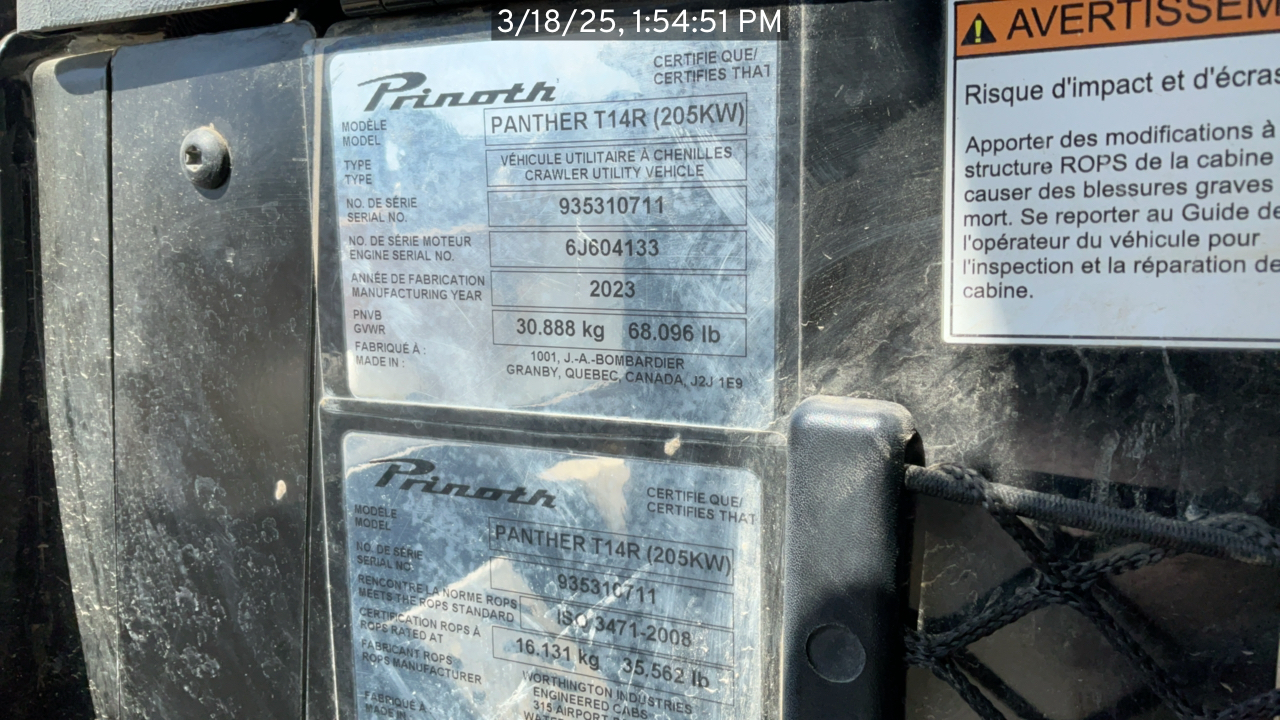 3/18/25, 1:54:51 PM
Prinoth
CERTIFIE QUE/
CERTIFIES THAT
MODÈLE
MODEL
PANTHER T14R (205KW)
TYPE
TYPE
VÉHICULE UTILITAIRE À CHENILLES
CRAWLER UTILITY VEHICLE
NO. DE SÉRIE
SERIAL NO.
935310711
NO. DE SÉRIE MOTEUR
ENGINE SERIAL NO.
6J604133
ANNÉE DE FABRICATION
MANUFACTURING YEAR
2023
PNVB
GVWR
30.888 kg 68.096 lb
FABRIQUÉ À :
MADE IN :
1001, J.-A.-BOMBARDIER
GRANBY, QUEBEC, CANADA, J2J 1E9
Prinoth
CERTIFIE QUE/
CERTIFIES THAT
MODÈLE
MODEL
PANTHER T14R (205KW)
NO. DE SÉRIE
SERIAL NO.
935310711
RENCONTRE LA NORME ROPS
MEETS THE ROPS STANDARD
ISO 3471-2008
CERTIFICATION ROPS À
ROPS RATED AT
16.131 kg 35.562 lb
FABRICANT ROPS
ROPS MANUFACTURER
WORTHINGTON INDUSTRIES
ENGINEERED CABS
315 AIRPORT
FABRIQUÉ À
MADE IN
AVERTISSEM
Risque d'impact et d'écras
Apporter des modifications à
structure ROPS de la cabine
causer des blessures graves
mort. Se reporter au Guide de
l'opérateur du véhicule pour
l'inspection et la réparation de
cabine.